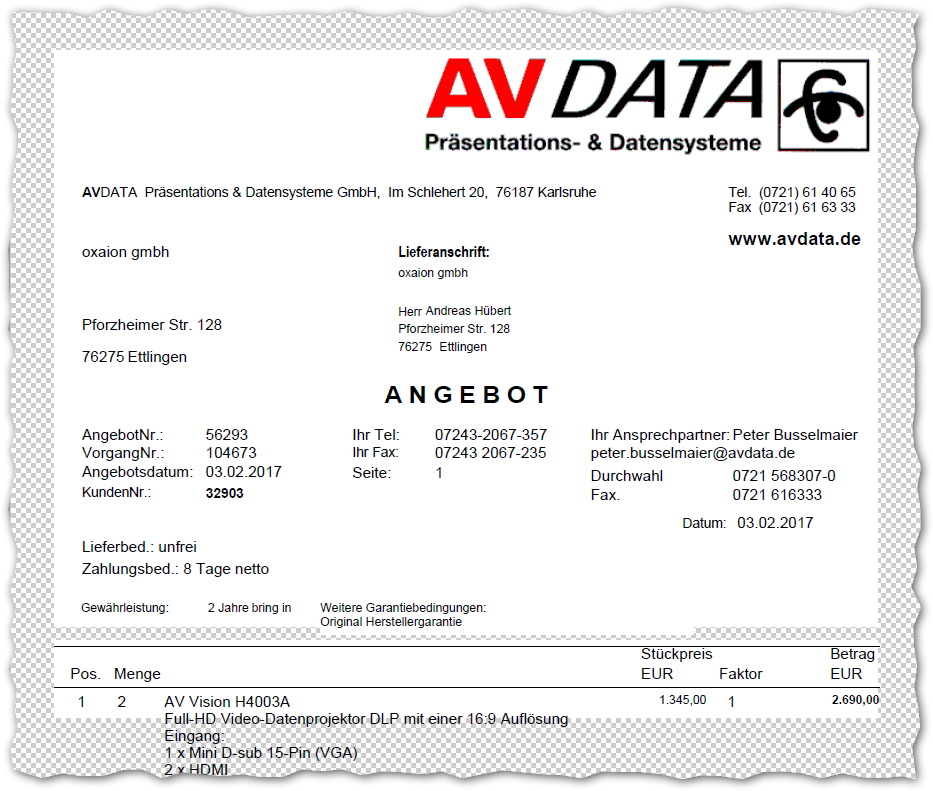 AVDATA
Präsentations- & Datensysteme
AVDATA Präsentations & Datensysteme GmbH, Im Schlehert 20, 76187 Karlsruhe
Tel. (0721) 61 40 65
Fax (0721) 61 63 33
www.avdata.de
oxaion gmbh
Pforzheimer Str. 128
76275 Ettlingen
Lieferanschrift:
oxaion gmbh
Herr Andreas Hübert
Pforzheimer Str. 128
76275 Ettlingen
ANGEBOT
AngebotNr.: 56293
VorgangNr.: 104673
Angebotsdatum: 03.02.2017
KundenNr.: 32903
Ihr Tel: 07243-2067-357
Ihr Fax: 07243 2067-235
Seite: 1
Ihr Ansprechpartner: Peter Busselmaier
peter.busselmaier@avdata.de
Durchwahl 0721 568307-0
Fax. 0721 616333
Datum: 03.02.2017
Lieferbed.: unfrei
Zahlungsbed.: 8 Tage netto
Gewährleistung: 2 Jahre bring in
Weitere Garantiebedingungen:
Original Herstellergarantie
Stückpreis Betrag
Pos. Menge EUR Faktor EUR
1 2 AV Vision H4003A 1.345,00 1 2.690,00
Full-HD Video-Datenprojektor DLP mit einer 16:9 Auflösung
Eingang:
1 x Mini D-sub 15-Pin (VGA)
2 x HDMI